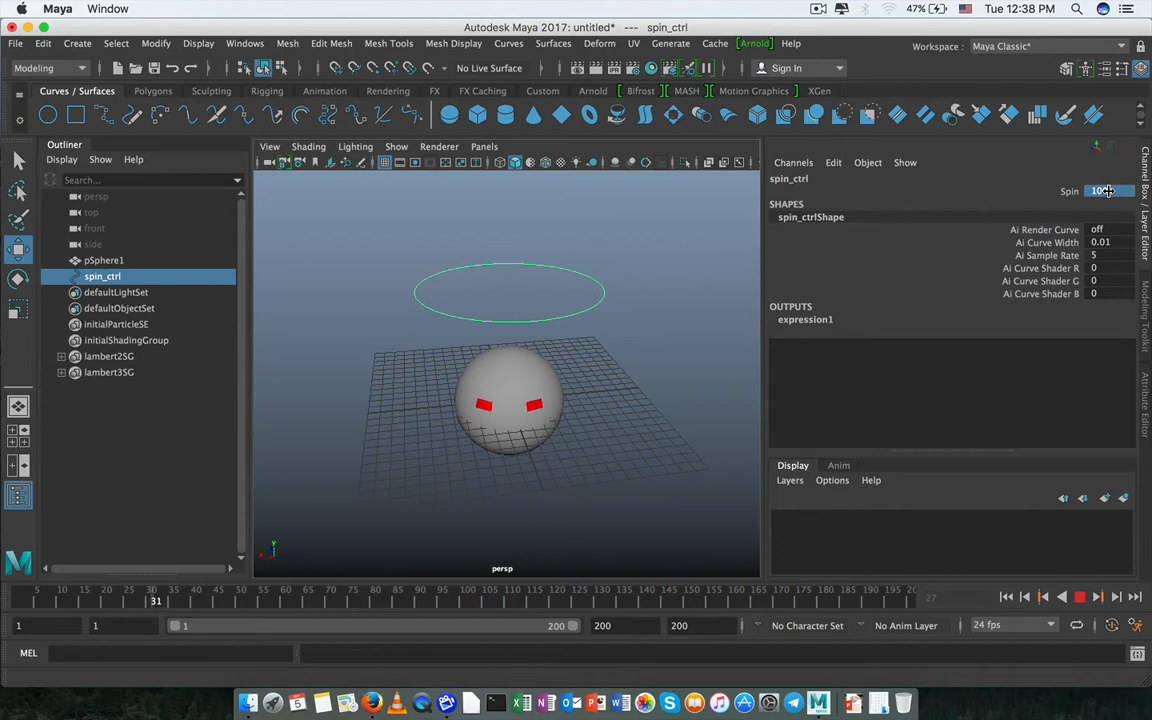 Maya Window 47% Tue 12:38 PM
Autodesk Maya 2017: untitled* --- spin_ctrl
File Edit Create Select Modify Display Windows Mesh Edit Mesh Mesh Tools Mesh Display Curves Surfaces Deform UV Generate Cache [Arnold] Help Workspace : Maya Classic*
Modeling No Live Surface Sign In
Curves / Surfaces Polygons Sculpting Rigging Animation Rendering FX FX Caching Custom Arnold Bifrost MASH Motion Graphics XGen
Outliner
Display Show Help
Search...
persp
top
front
side
pSphere1
spin_ctrl
defaultLightSet
defaultObjectSet
initialParticleSE
initialShadingGroup
lambert2SG
lambert3SG
View Shading Lighting Show Renderer Panels
y
persp
Channels Edit Object Show
spin_ctrl
Spin
SHAPES
spin_ctrlShape
Ai Render Curve off
Ai Curve Width 0.01
Ai Sample Rate 5
Ai Curve Shader R 0
Ai Curve Shader G 0
Ai Curve Shader B 0
OUTPUTS
expression1
Display Anim
Layers Options Help
Channel Box / Layer Editor
Modeling Toolkit
Attribute Editor
5 10 15 20 25 30 35 40 45 50 55 60 65 70 75 80 85 90 95 100 105 110 115 120 125 130 135 140 145 150 155 160 165 170 175 180 185 190 195 200
31 27
1 1 1 200 200 200 No Character Set No Anim Layer 24 fps
MEL